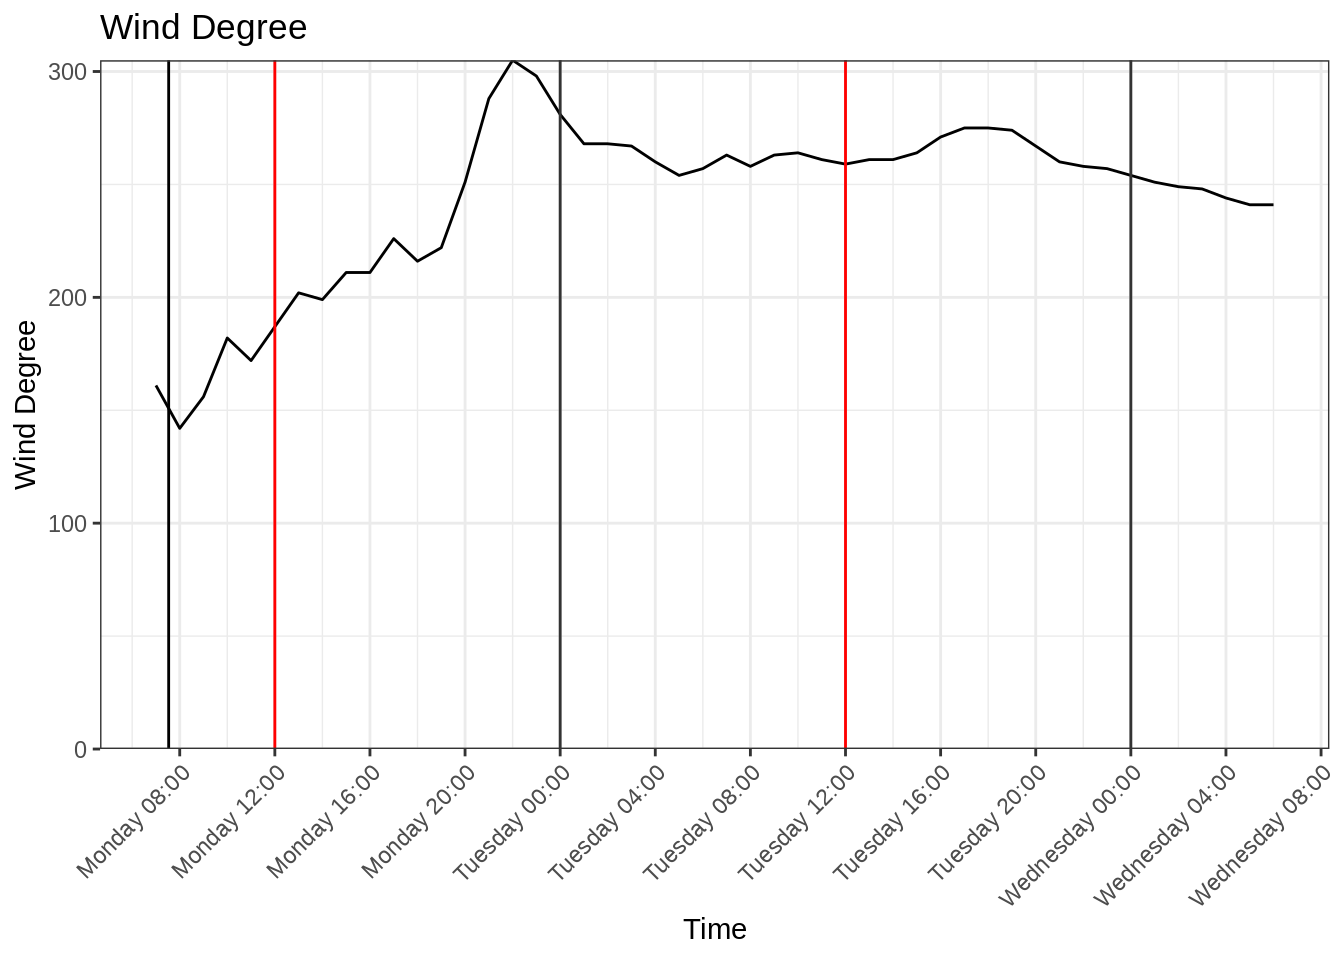 Wind Degree
Wind Degree
300
200
100
0
Monday 08:00
Monday 12:00
Monday 16:00
Monday 20:00
Tuesday 00:00
Tuesday 04:00
Tuesday 08:00
Tuesday 12:00
Tuesday 16:00
Tuesday 20:00
Wednesday 00:00
Wednesday 04:00
Wednesday 08:00
Time